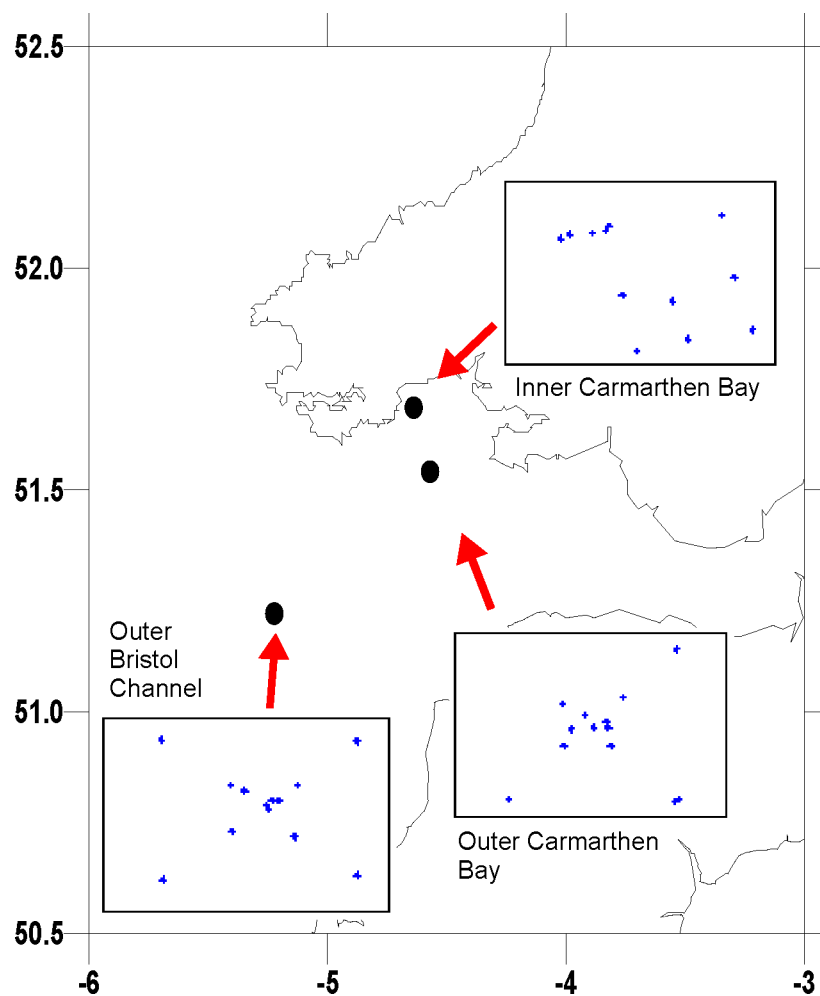 52.5
52.0
Inner Carmarthen Bay
51.5
Outer
Bristol
Channel
51.0
Outer Carmarthen
Bay
50.5
-6
-5
-4
-3